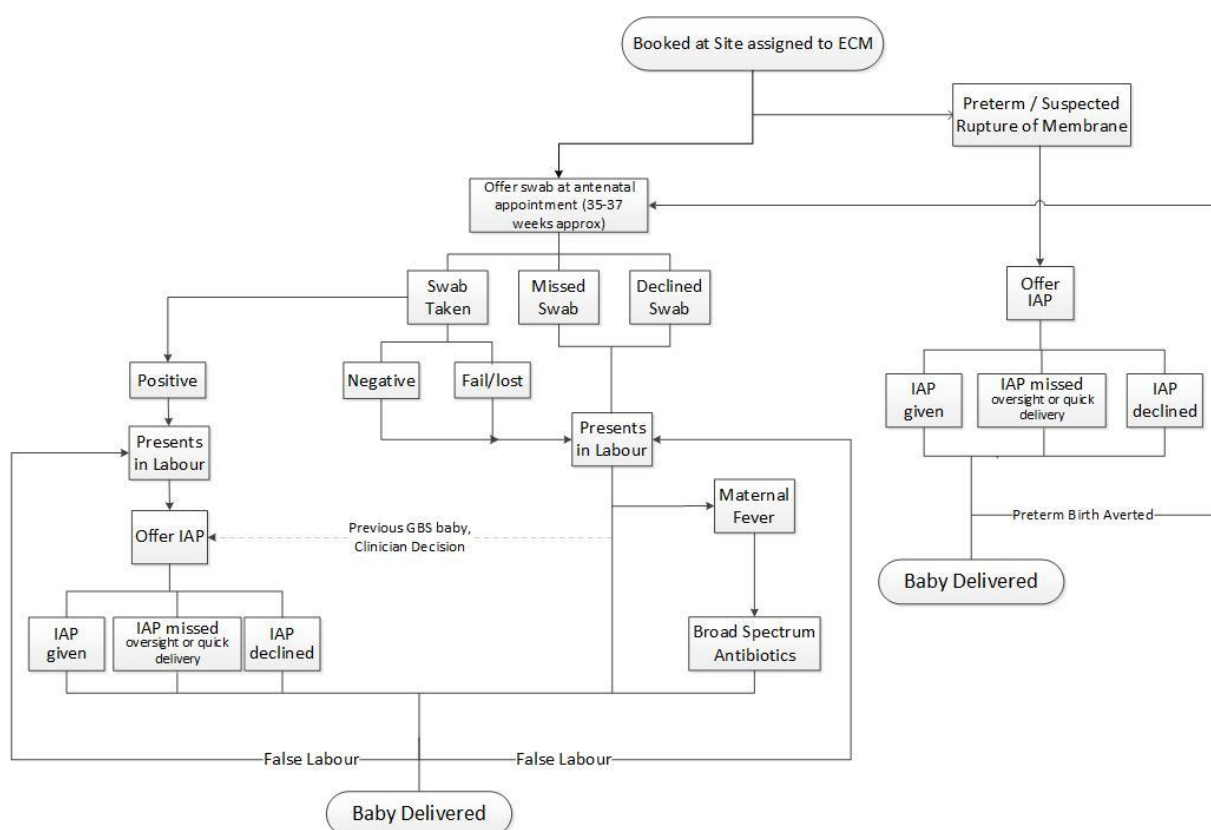 Booked at Site assigned to ECM
Preterm / Suspected
Rupture of Membrane
Offer swab at antenatal
appointment (35-37
weeks approx)
Swab
Taken
Missed
Swab
Declined
Swab
Offer
IAP
Positive
Negative
Fail/lost
IAP
given
IAP missed
oversight or quick
delivery
IAP
declined
Presents
in Labour
Presents
in Labour
Maternal
Fever
Offer IAP
Previous GBS baby,
Clinician Decision
Preterm Birth Averted
Baby Delivered
IAP
given
IAP missed
oversight or quick
delivery
IAP
declined
Broad Spectrum
Antibiotics
False Labour
False Labour
Baby Delivered